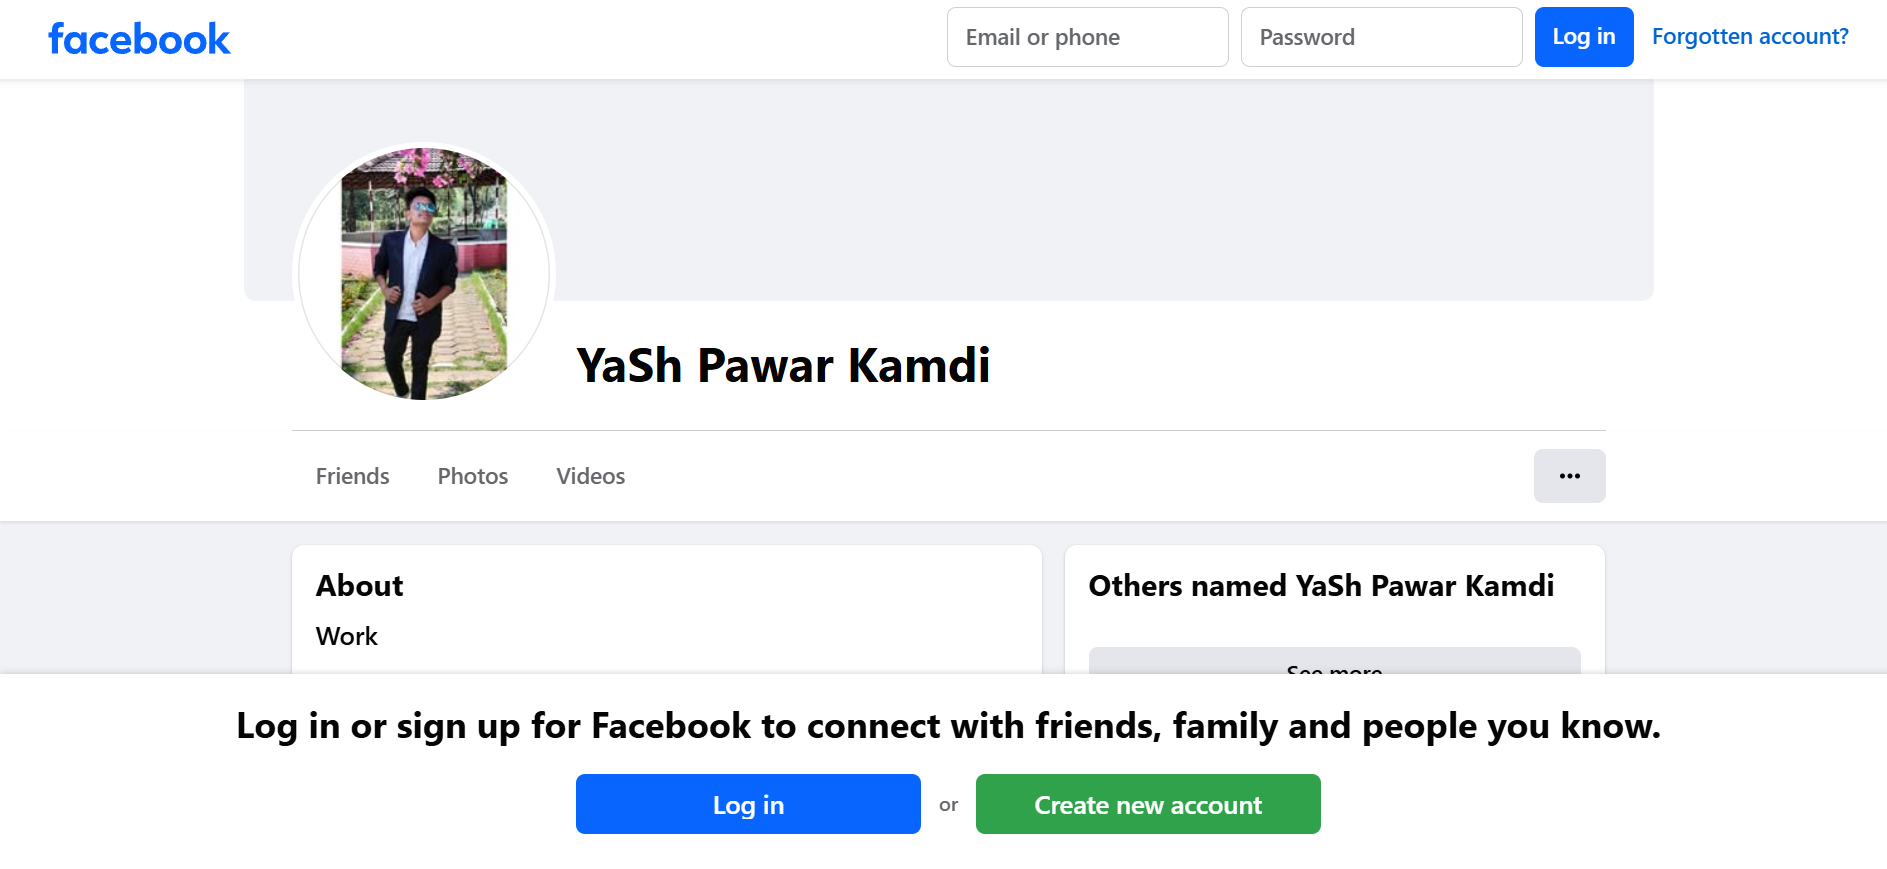 facebook
Email or phone
Password
Log in
Forgotten account?
YaSh Pawar Kamdi
Friends
Photos
Videos
About
Work
Others named YaSh Pawar Kamdi
See more
Log in or sign up for Facebook to connect with friends, family and people you know.
Log in
or
Create new account